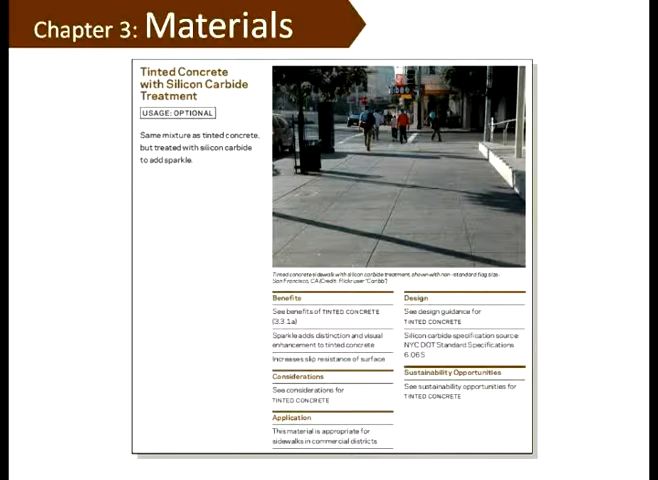 Chapter 3: Materials
Tinted Concrete
with Silicon Carbide
Treatment
USAGE: OPTIONAL
Same mixture as tinted concrete,
but treated with silicon carbide
to add sparkle.
Tinted concrete sidewalk with silicon carbide treatment, shown with non-standard flag size:
San Francisco, CA (Credit: Flickr user
Benefits
See benefits of TINTED CONCRETE
(3.3.1a)
Sparkle adds distinction and visual
enhancement to tinted concrete
Increases slip resistance of surface
Considerations
See considerations for
TINTED CONCRETE
Application
This material is appropriate for
sidewalks in commercial districts
Design
See design guidance for
TINTED CONCRETE
Silicon carbide specification source:
NYC DOT Standard Specifications
6.06 S
Sustainability Opportunities
See sustainability opportunities for
TINTED CONCRETE